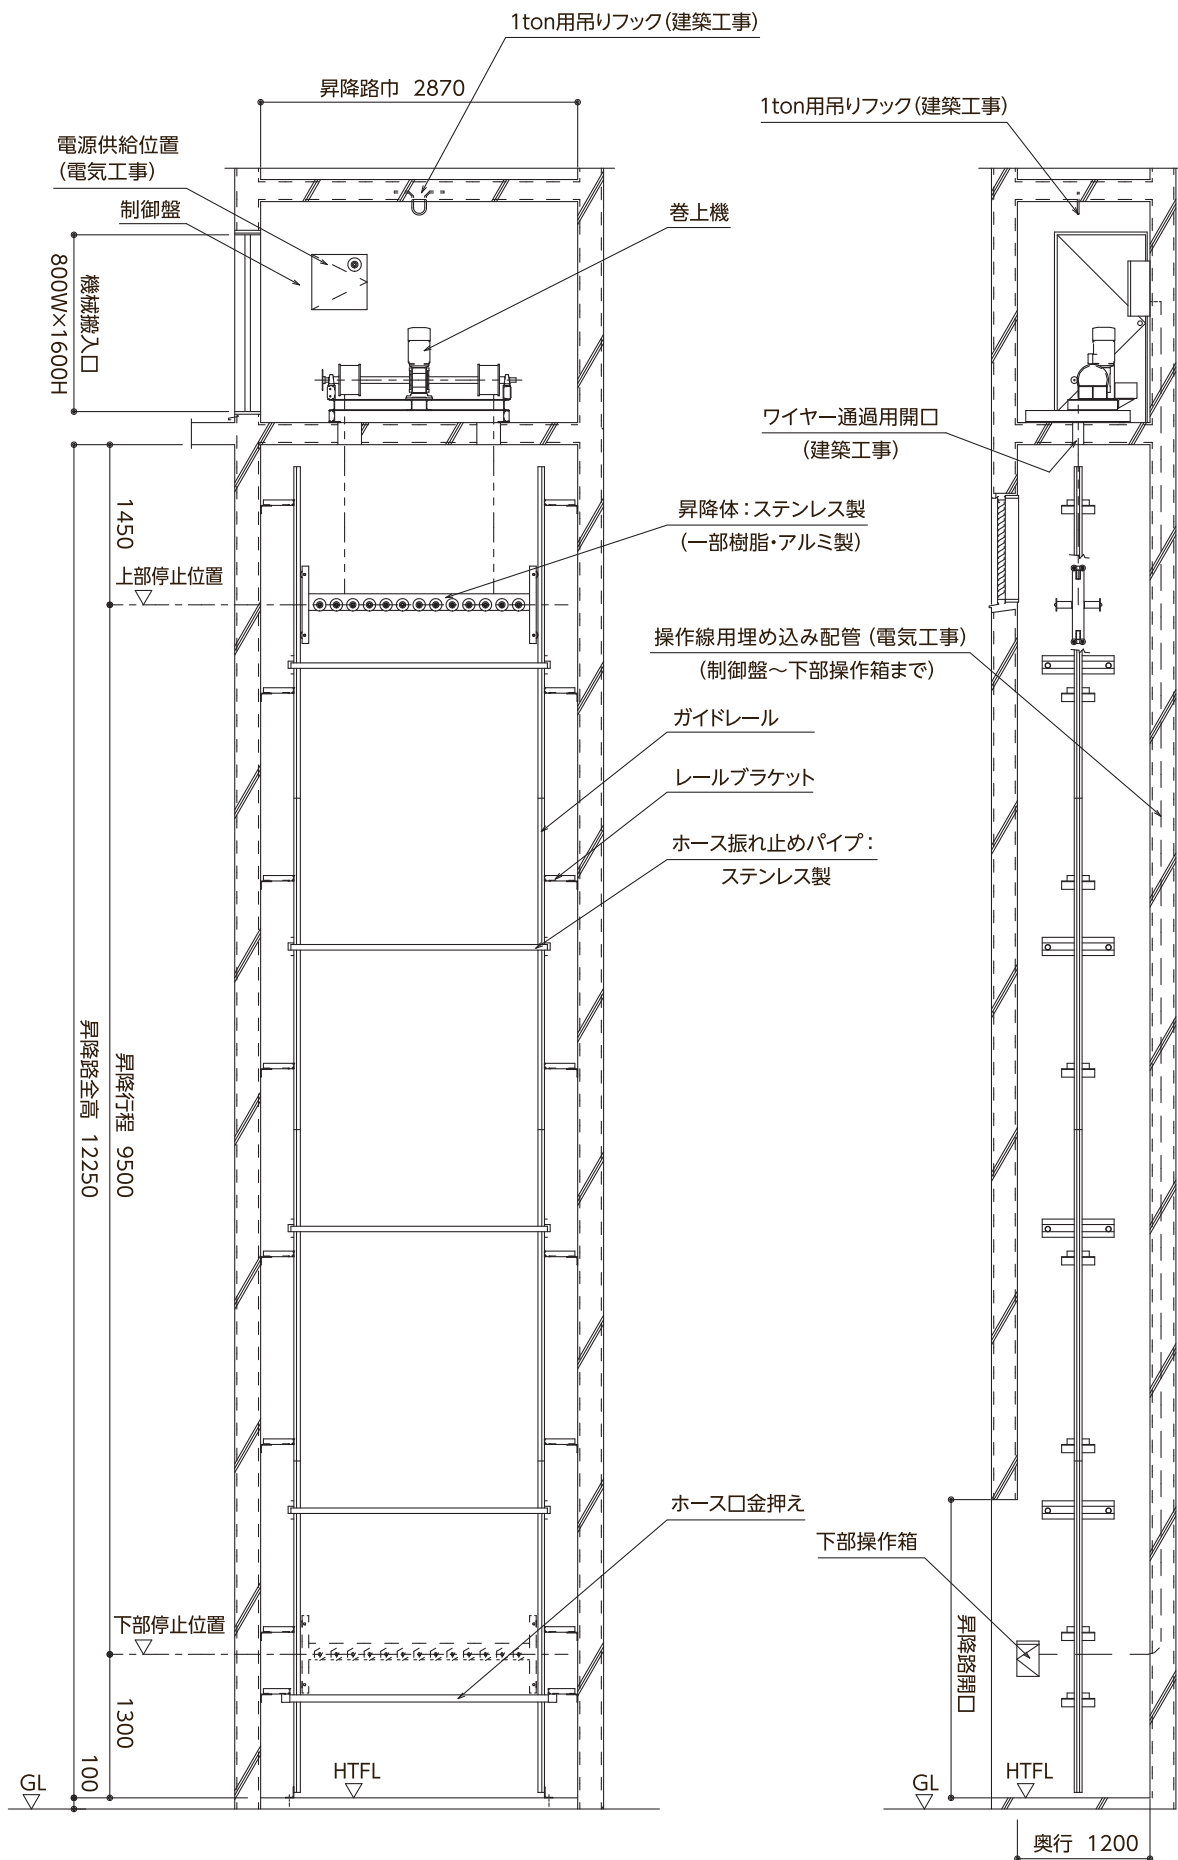 1ton用吊りフック(建築工事)
昇降路巾 2870
1ton用吊りフック(建築工事)
電源供給位置
(電気工事)
制御盤
巻上機
機械搬入口
800W×1600H
ワイヤー通過用開口
(建築工事)
1450
昇降体:ステンレス製
(一部樹脂・アルミ製)
上部停止位置
操作線用埋め込み配管(電気工事)
(制御盤～下部操作箱まで)
ガイドレール
レールブラケット
ホース振れ止めパイプ:
ステンレス製
昇降行程 9500
昇降路全高 12250
ホース口金押え
下部操作箱
下部停止位置
昇降路開口
1300
100
GL
HTFL
GL
HTFL
奥行 1200